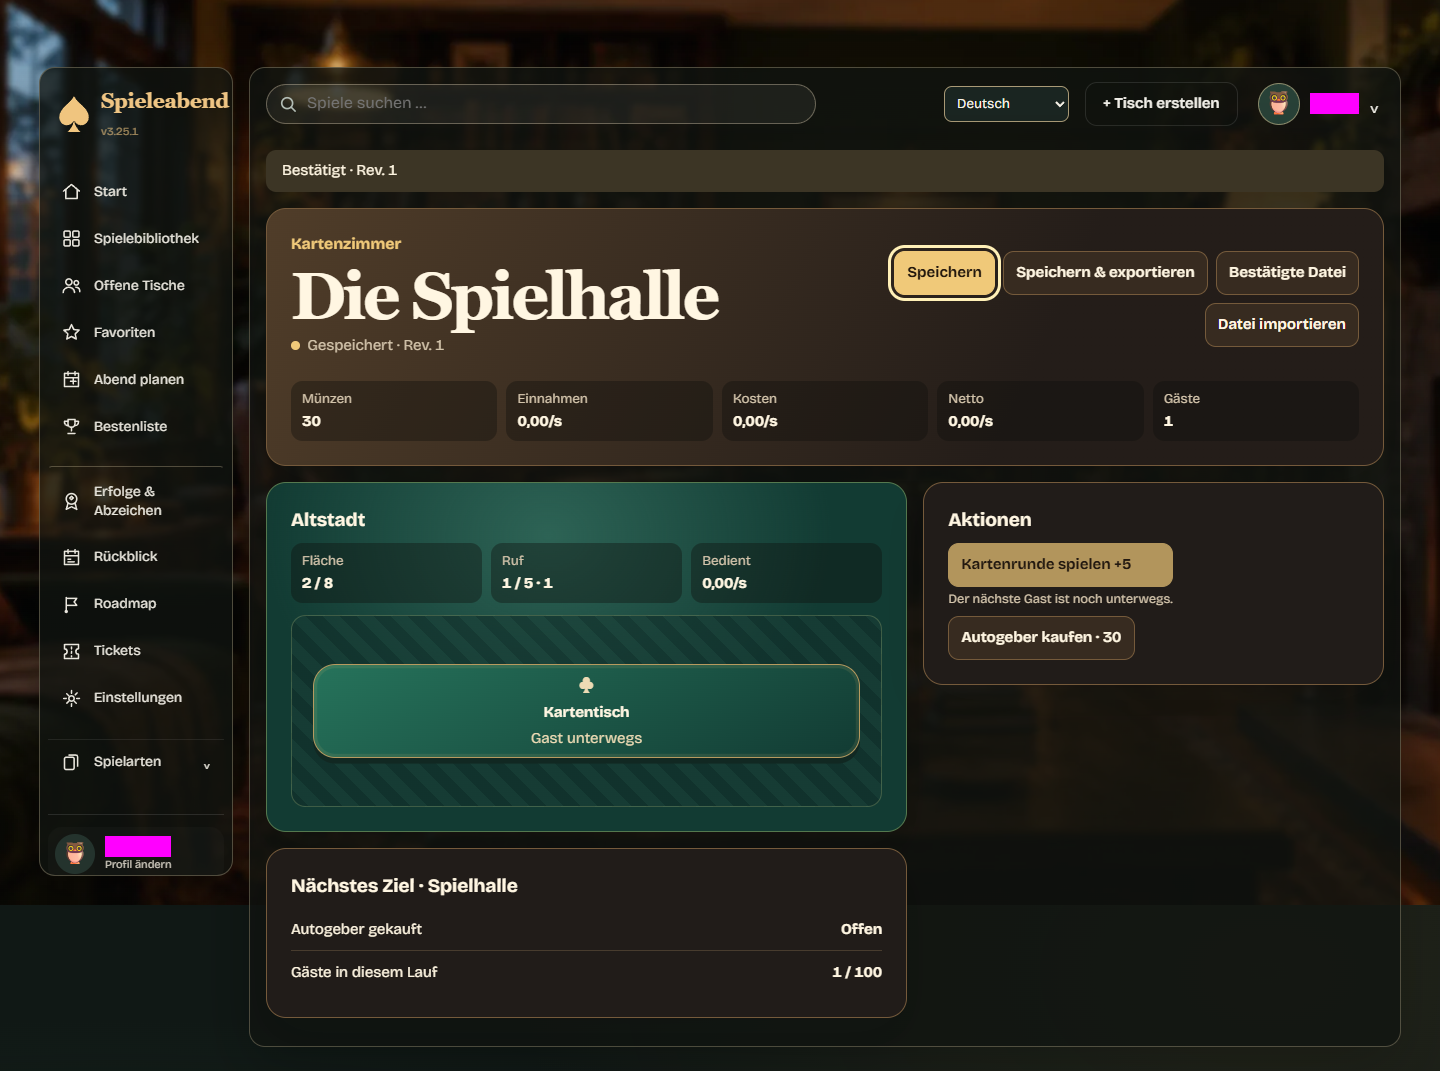 Spieleabend
v3.25.1
Start
Spielebibliothek
Offene Tische
Favoriten
Abend planen
Bestenliste
Erfolge &
Abzeichen
Rückblick
Roadmap
Tickets
Einstellungen
Spielarten v
Profil ändern
Spiele suchen ...
Deutsch
+ Tisch erstellen
v
Bestätigt · Rev. 1
Kartenzimmer
Die Spielhalle
Gespeichert · Rev. 1
Speichern
Speichern & exportieren
Bestätigte Datei
Datei importieren
Münzen
30
Einnahmen
0,00/s
Kosten
0,00/s
Netto
0,00/s
Gäste
1
Altstadt
Fläche
2 / 8
Ruf
1 / 5 · 1
Bedient
0,00/s
Kartentisch
Gast unterwegs
Aktionen
Kartenrunde spielen +5
Der nächste Gast ist noch unterwegs.
Autogeber kaufen · 30
Nächstes Ziel · Spielhalle
Autogeber gekauft Offen
Gäste in diesem Lauf 1 / 100